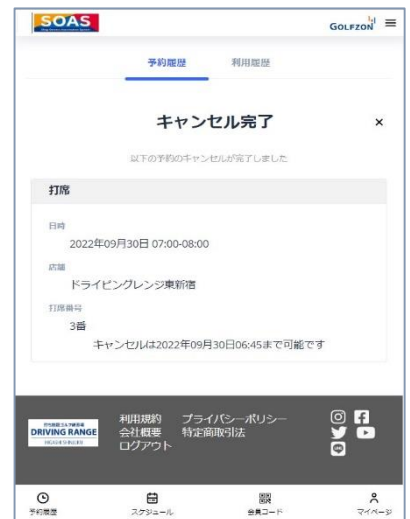 SOAS
GOLFZON
予約履歴 利用履歴
キャンセル完了 ×
以下の予約のキャンセルが完了しました
打席
日時
2022年09月30日 07:00-08:00
店舗
ドライビングレンジ東新宿
打席番号
3番
キャンセルは2022年09月30日06:45まで可能です
DRIVING RANGE
利用規約 プライバシーポリシー
会社概要 特定商取引法
ログアウト
予約履歴 スケジュール 会員コード マイページ